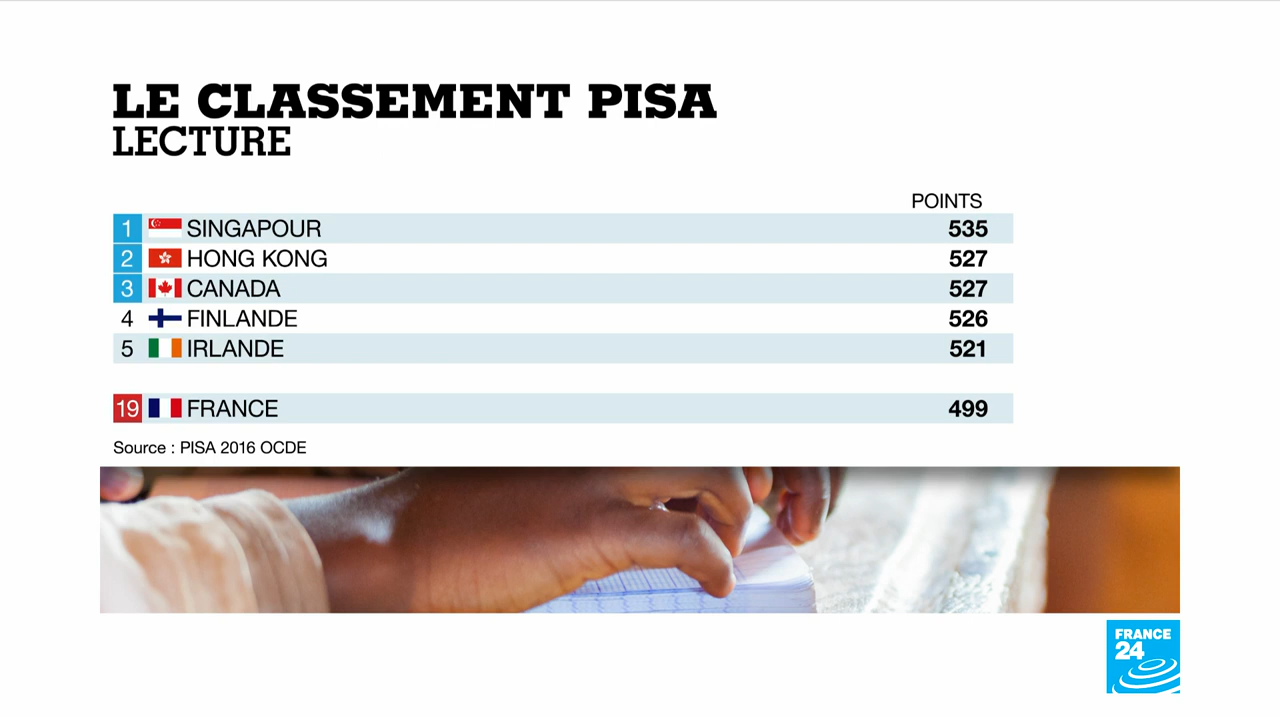 LE CLASSEMENT PISA
LECTURE
POINTS
1 SINGAPOUR 535
2 HONG KONG 527
3 CANADA 527
4 FINLANDE 526
5 IRLANDE 521
19 FRANCE 499
Source : PISA 2016 OCDE
FRANCE
24